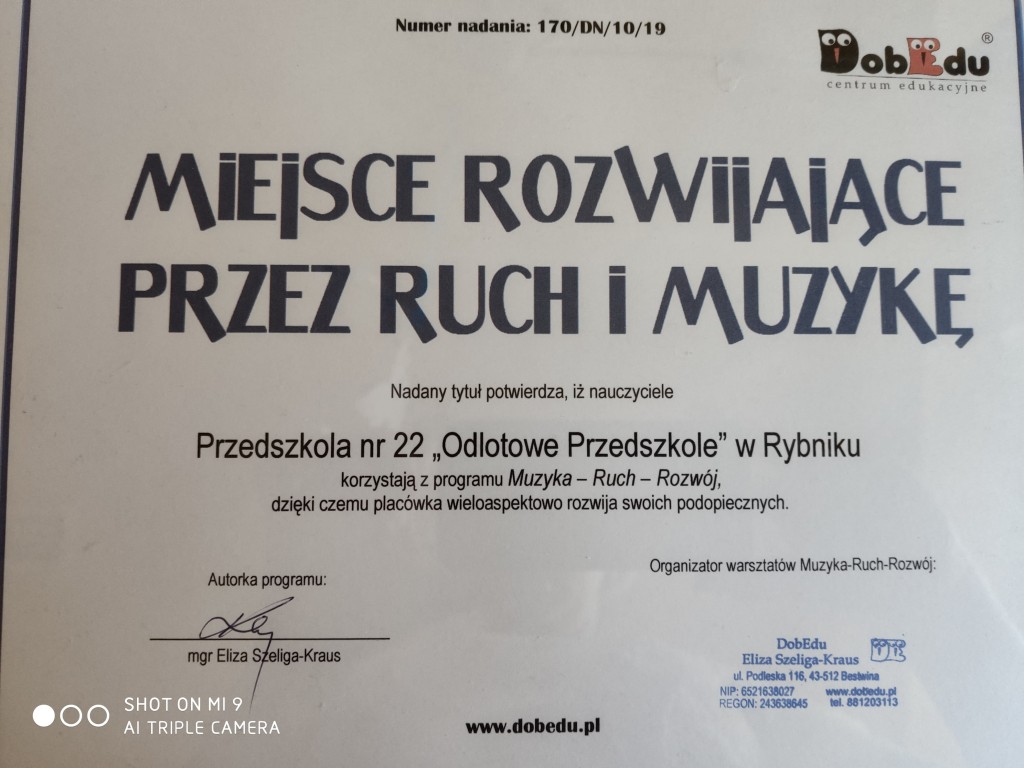 Numer nadania: 170/DN/10/19
DobEdu ®
centrum edukacyjne
MIEJSCE ROZWIJAJĄCE
PRZEZ RUCH I MUZYKĘ
Nadany tytuł potwierdza, iż nauczyciele
Przedszkola nr 22 „Odlotowe Przedszkole” w Rybniku
korzystają z programu Muzyka – Ruch – Rozwój,
dzięki czemu placówka wieloaspektowo rozwija swoich podopiecznych.
Organizator warsztatów Muzyka-Ruch-Rozwój:
Autorka programu:
mgr Eliza Szeliga-Kraus
DobEdu
Eliza Szeliga-Kraus
ul. Podleska 116, 43-512 Bestwina
NIP: 6521638027 www.dobedu.pl
REGON: 243638645 tel. 881203113
www.dobedu.pl
SHOT ON MI 9
AI TRIPLE CAMERA